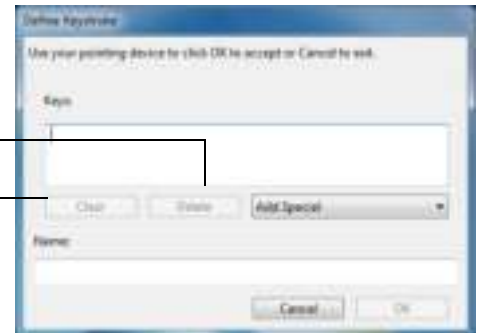 Define Keystroke
Use your pointing device to click OK to accept or Cancel to exit.
Keys:
Clear Delete Add Special
Name:
Cancel OK